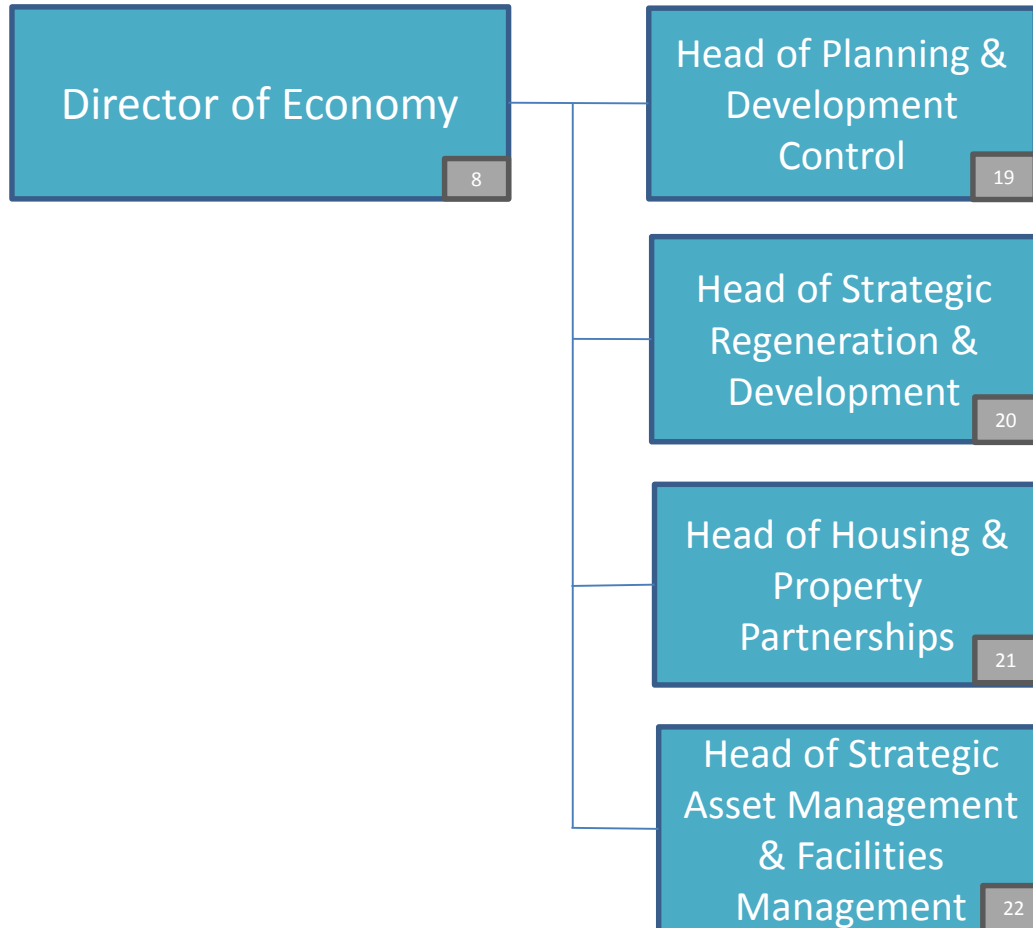 Director of Economy
8
Head of Planning &
Development
Control
19
Head of Strategic
Regeneration &
Development
20
Head of Housing &
Property
Partnerships
21
Head of Strategic
Asset Management
& Facilities
Management
22